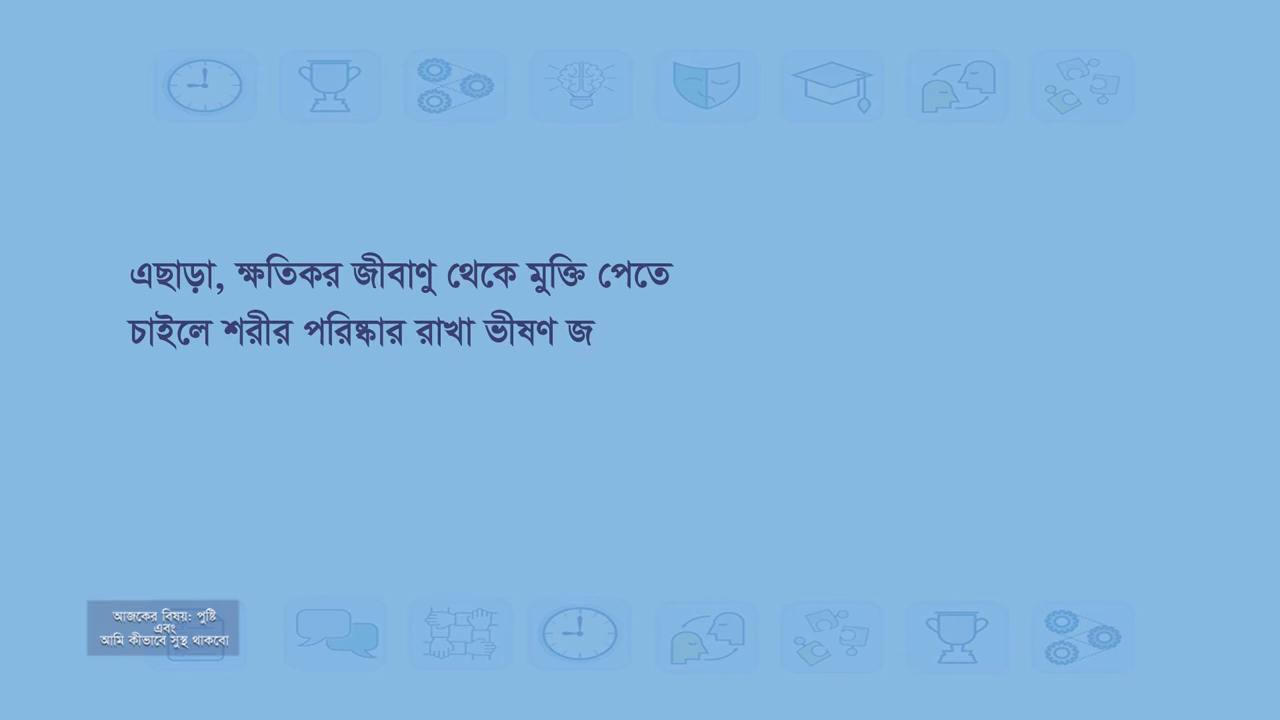 এছাড়া, ক্ষতিকর জীবাণু থেকে মুক্তি পেতে
চাইলে শরীর পরিষ্কার রাখা ভীষণ জ
আজকের বিষয়: পুষ্টি
এবং
আমি কীভাবে সুস্থ থাকবো